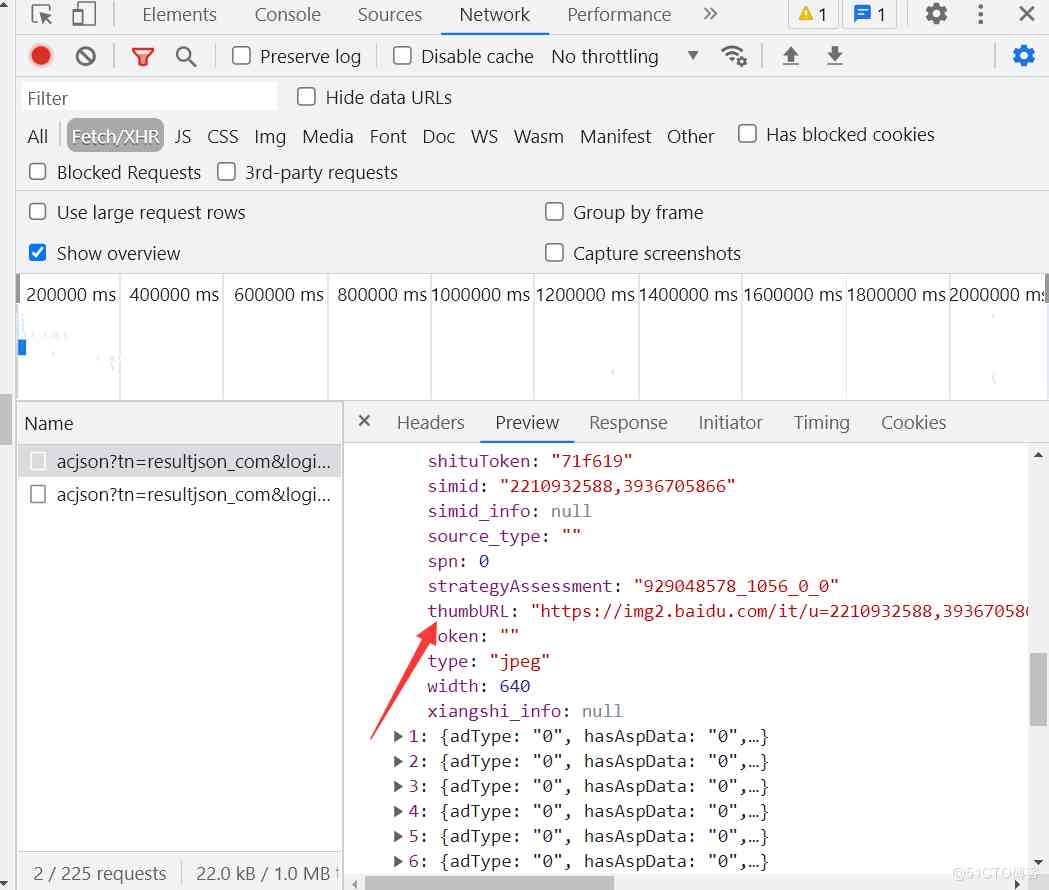 Elements Console Sources Network Performance 1 1
Preserve log Disable cache No throttling
Filter Hide data URLs
All Fetch/XHR JS CSS Img Media Font Doc WS Wasm Manifest Other Has blocked cookies
Blocked Requests 3rd-party requests
Use large request rows Group by frame
Show overview Capture screenshots
200000 ms 400000 ms 600000 ms 800000 ms 1000000 ms 1200000 ms 1400000 ms 1600000 ms 1800000 ms 2000000 ms
Name Headers Preview Response Initiator Timing Cookies
acjson?tn=resultjson_com&logi...
acjson?tn=resultjson_com&logi...
shituToken: "71f619"
simid: "2210932588,3936705866"
simid_info: null
source_type: ""
spn: 0
strategyAssessment: "929048578_1056_0_0"
thumbURL: "https://img2.baidu.com/it/u=2210932588,393670586
oken: ""
type: "jpeg"
width: 640
xiangshi_info: null
1: {adType: "0", hasAspData: "0",…}
2: {adType: "0", hasAspData: "0",…}
3: {adType: "0", hasAspData: "0",…}
4: {adType: "0", hasAspData: "0",…}
5: {adType: "0", hasAspData: "0",…}
6: {adType: "0", hasAspData: "0",…}
2 / 225 requests 22.0 kB / 1.0 MB
@51CTO博客